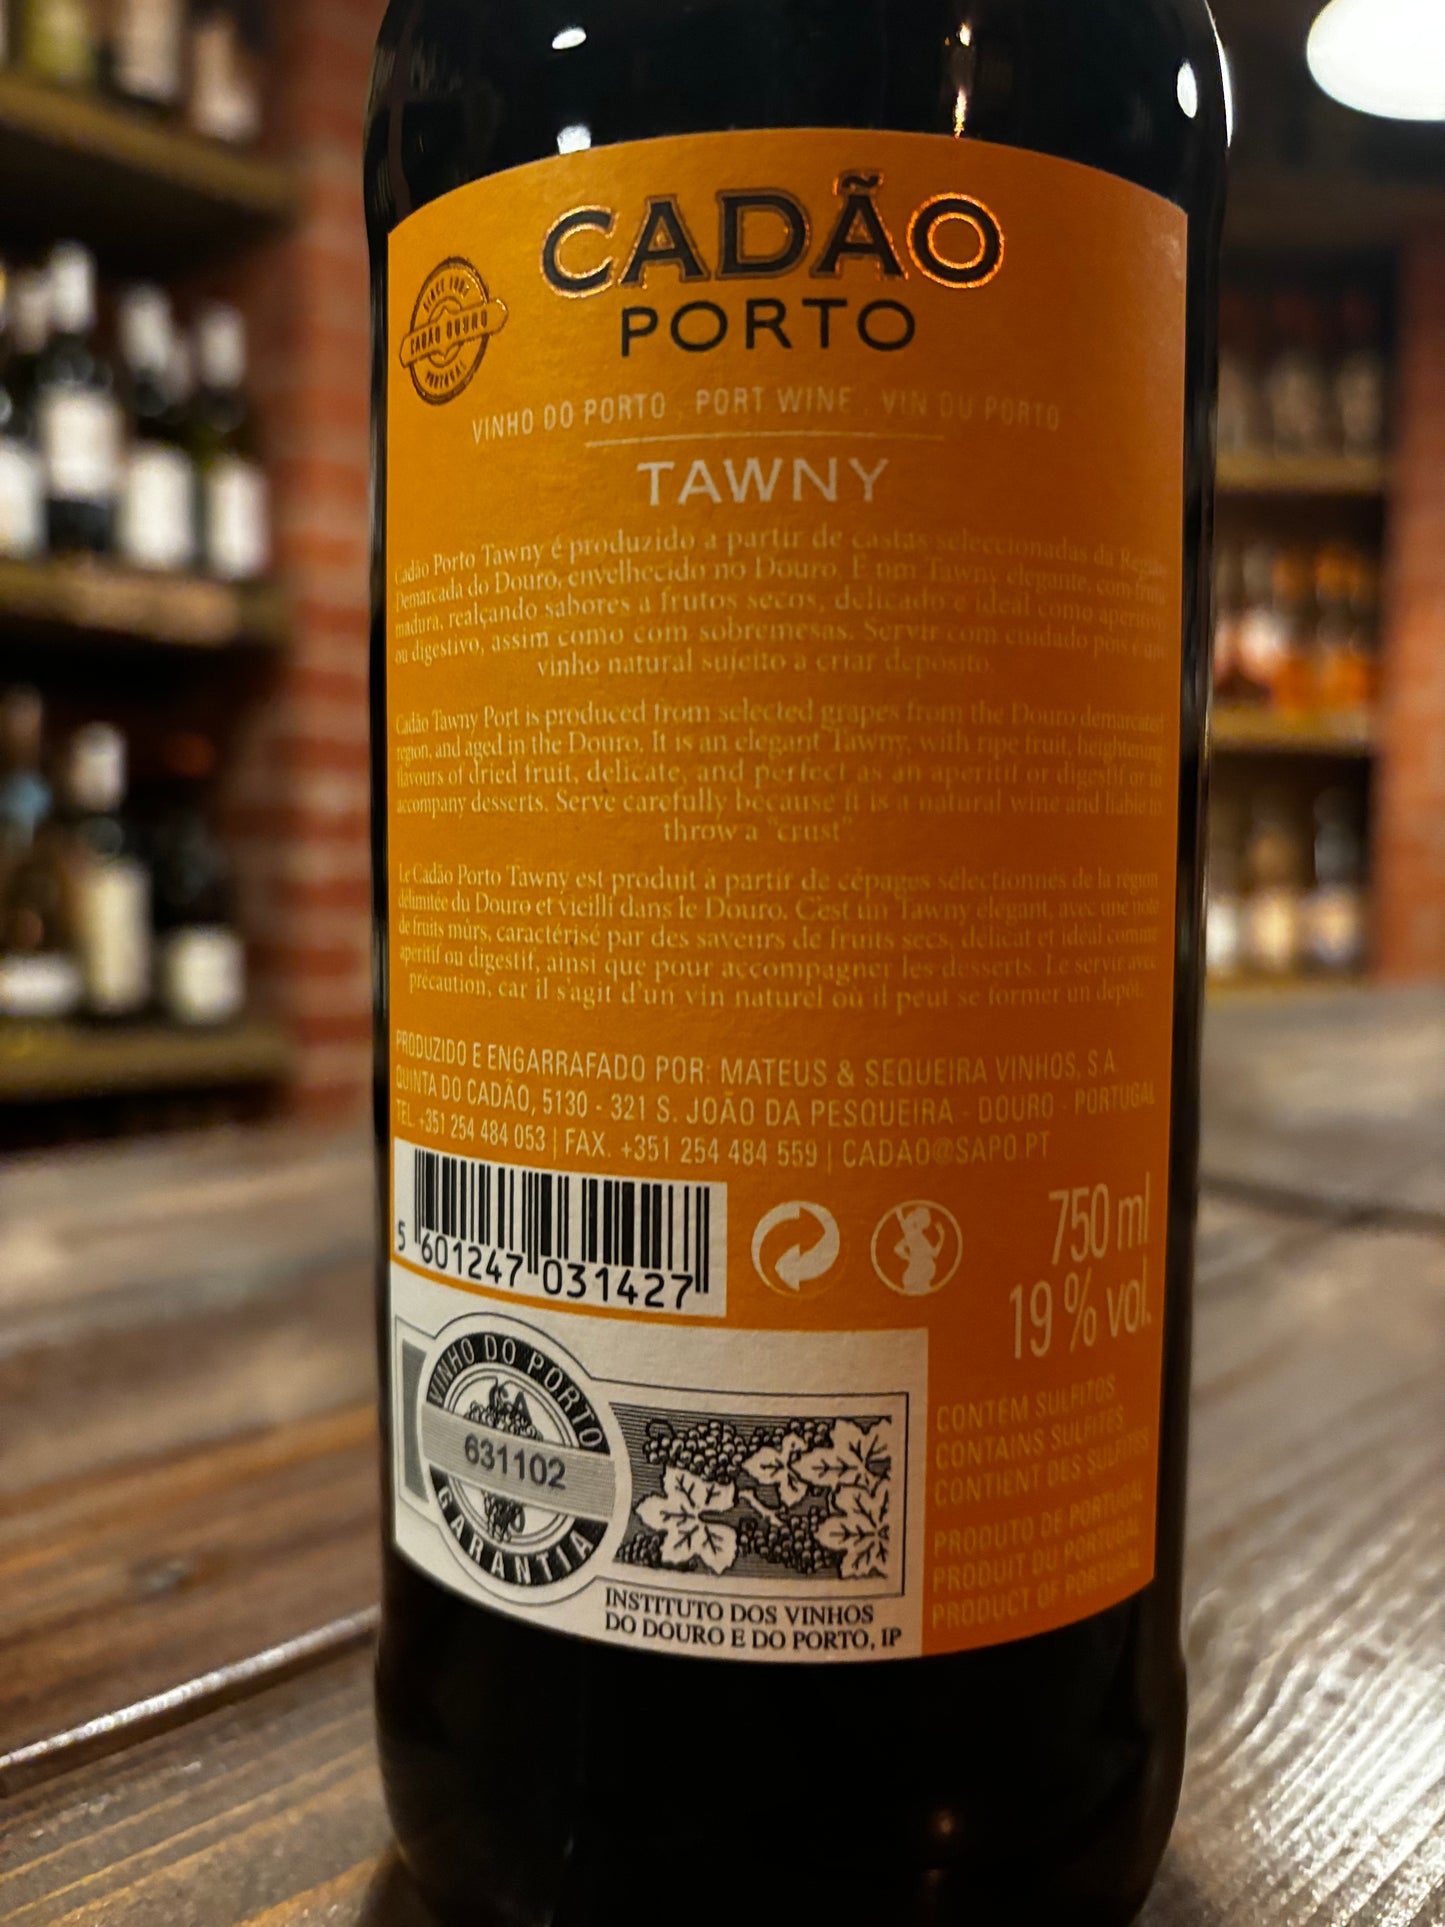 CADÃO
PORTO
CADÃO DOURO
PORTUGAL
VINHO DO PORTO . PORT WINE . VIN DU PORTO
TAWNY
Cadão Porto Tawny é produzido a partir de castas seleccionadas da Região
Demarcada do Douro, envelhecido no Douro. É um Tawny elegante, com fruta
madura, realçando sabores a frutos secos, delicado e ideal como aperitivo
ou digestivo, assim como com sobremesas. Servir com cuidado pois é um
vinho natural sujeito a criar depósito.
Cadão Tawny Port is produced from selected grapes from the Douro demarcated
region, and aged in the Douro. It is an elegant Tawny, with ripe fruit, heightening
flavours of dried fruit, delicate, and perfect as an aperitif or digestif or to
accompany desserts. Serve carefully because it is a natural wine and liable to
throw a "crust".
Le Cadão Porto Tawny est produit à partir de cépages sélectionnés de la région
délimitée du Douro et vieilli dans le Douro. C'est un Tawny élégant, avec une note
de fruits mûrs, caractérisé par des saveurs de fruits secs, délicat et idéal comme
apéritif ou digestif, ainsi que pour accompagner les desserts. Le servir avec
précaution, car il s'agit d'un vin naturel où il peut se former un dépôt.
PRODUZIDO E ENGARRAFADO POR: MATEUS & SEQUEIRA VINHOS, S.A.
QUINTA DO CADÃO, 5130 - 321 S. JOÃO DA PESQUEIRA - DOURO - PORTUGAL
TEL. +351 254 484 053 | FAX. +351 254 484 559 | CADAO@SAPO.PT
5 601247 031427
750 ml
19 % vol.
VINHO DO PORTO
631102
GARANTIA
INSTITUTO DOS VINHOS
DO DOURO E DO PORTO, IP
CONTÉM SULFITOS
CONTAINS SULFITES
CONTIENT DES SULFITES
PRODUTO DE PORTUGAL
PRODUIT DU PORTUGAL
PRODUCT OF PORTUGAL